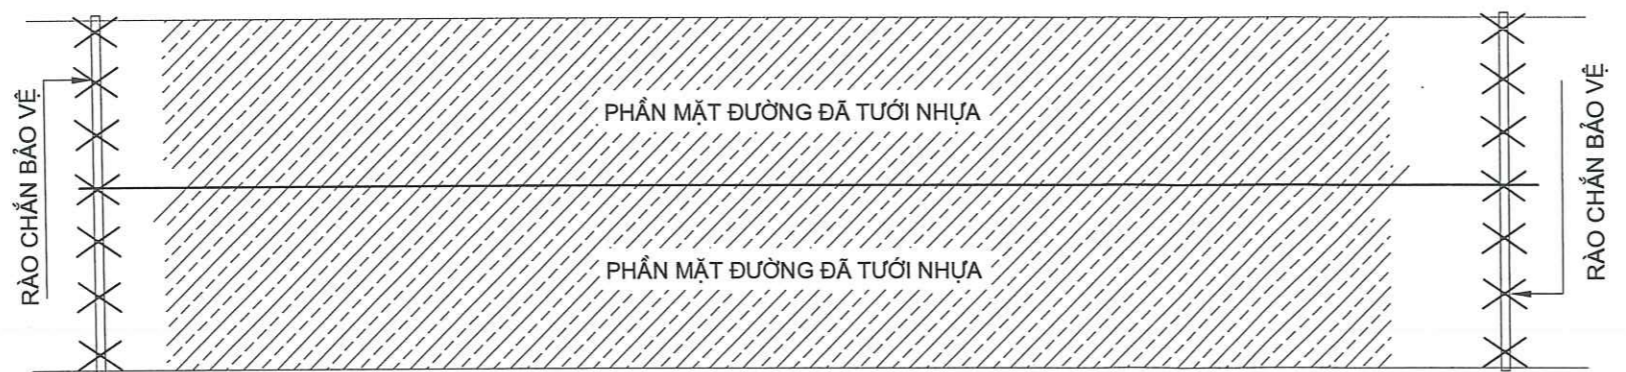 RÀO CHẮN BẢO VỆ
PHẦN MẶT ĐƯỜNG ĐÃ TƯỚI NHỰA
PHẦN MẶT ĐƯỜNG ĐÃ TƯỚI NHỰA
RÀO CHẮN BẢO VỆ